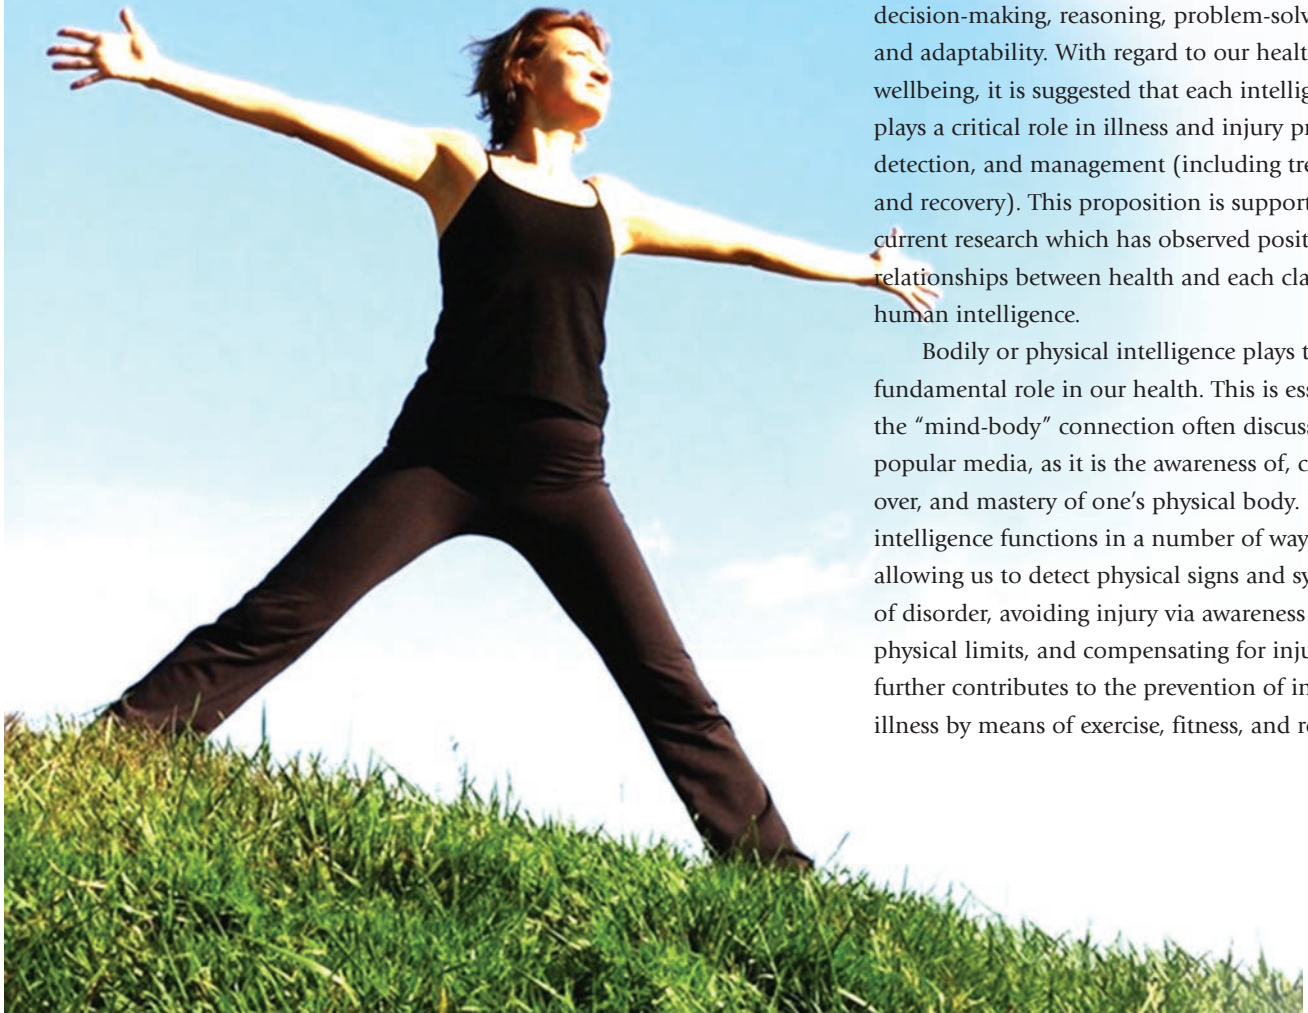 decision-making, reasoning, problem-solv
and adaptability. With regard to our healt
wellbeing, it is suggested that each intellig
plays a critical role in illness and injury pr
detection, and management (including tre
and recovery). This proposition is support
current research which has observed posit
relationships between health and each cla
human intelligence.
Bodily or physical intelligence plays t
fundamental role in our health. This is ess
the “mind-body” connection often discuss
popular media, as it is the awareness of, c
over, and mastery of one’s physical body.
intelligence functions in a number of way
allowing us to detect physical signs and sy
of disorder, avoiding injury via awareness
physical limits, and compensating for inju
further contributes to the prevention of in
illness by means of exercise, fitness, and r